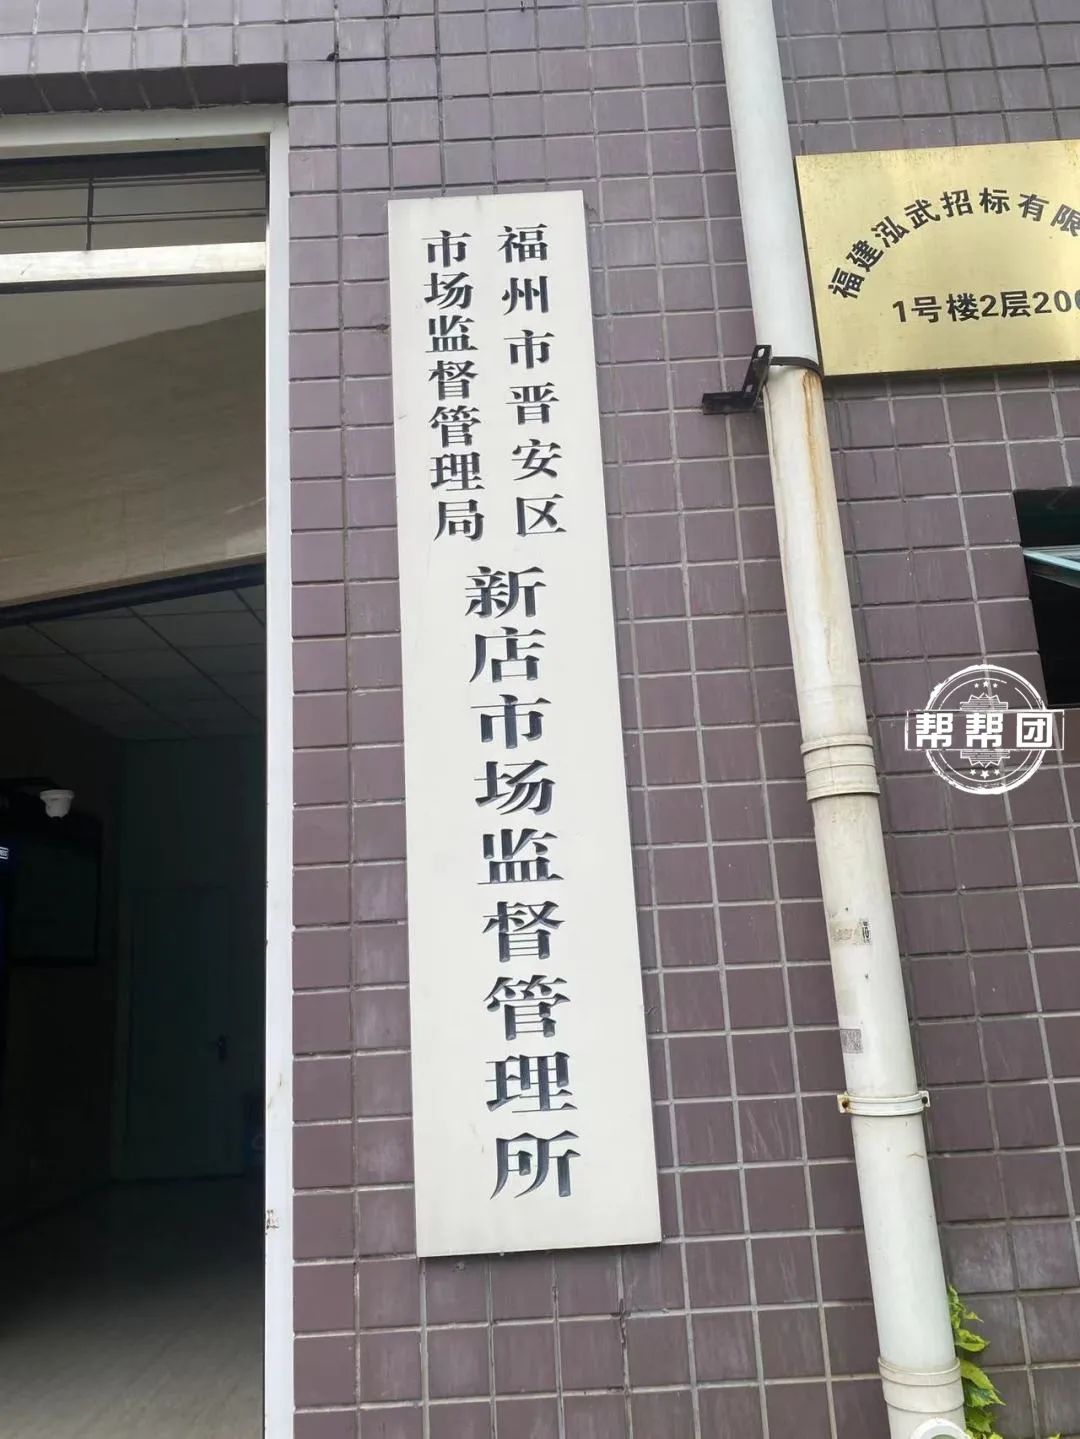 福州市晋安区
市场监督管理局
新店市场监督管理所
福建泓武招标有限
1号楼2层20
帮帮团